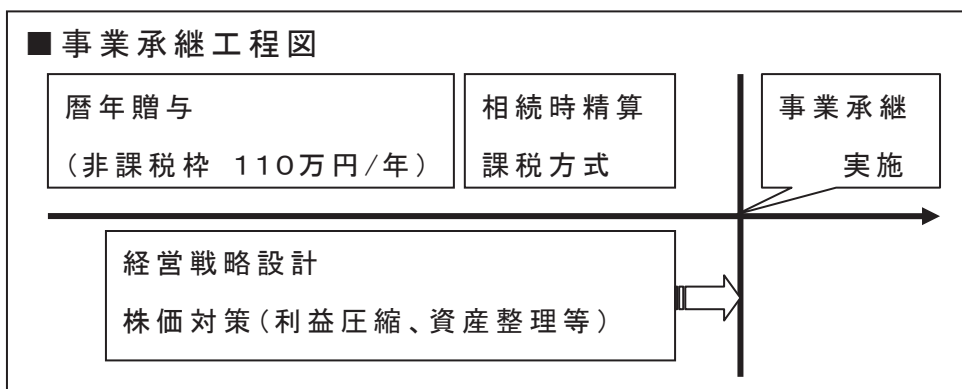 ■事業承継工程図
暦年贈与
(非課税枠 110万円/年)
相続時精算
課税方式
事業承継
実施
経営戦略設計
株価対策(利益圧縮、資産整理等)